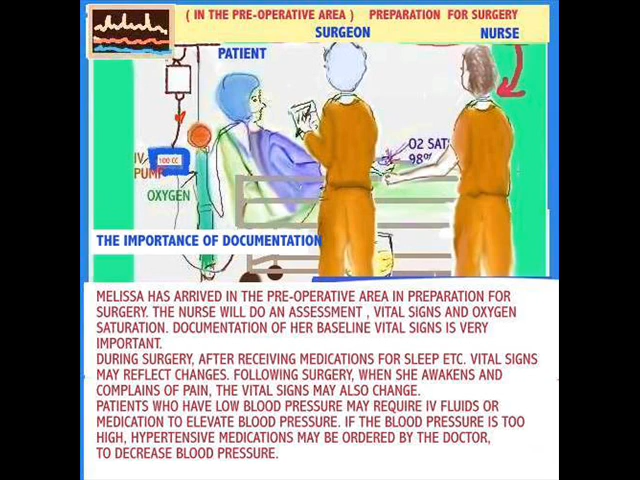 ( IN THE PRE-OPERATIVE AREA )   PREPARATION FOR SURGERY
SURGEON
NURSE
PATIENT
O2 SAT
98%
IV
100 CC
PUMP
OXYGEN
THE IMPORTANCE OF DOCUMENTATION
MELISSA HAS ARRIVED IN THE PRE-OPERATIVE AREA IN PREPARATION FOR
SURGERY. THE NURSE WILL DO AN ASSESSMENT , VITAL SIGNS AND OXYGEN
SATURATION. DOCUMENTATION OF HER BASELINE VITAL SIGNS IS VERY
IMPORTANT.
DURING SURGERY, AFTER RECEIVING MEDICATIONS FOR SLEEP ETC. VITAL SIGNS
MAY REFLECT CHANGES. FOLLOWING SURGERY, WHEN SHE AWAKENS AND
COMPLAINS OF PAIN, THE VITAL SIGNS MAY ALSO CHANGE.
PATIENTS WHO HAVE LOW BLOOD PRESSURE MAY REQUIRE IV FLUIDS OR
MEDICATION TO ELEVATE BLOOD PRESSURE. IF THE BLOOD PRESSURE IS TOO
HIGH, HYPERTENSIVE MEDICATIONS MAY BE ORDERED BY THE DOCTOR,
TO DECREASE BLOOD PRESSURE.